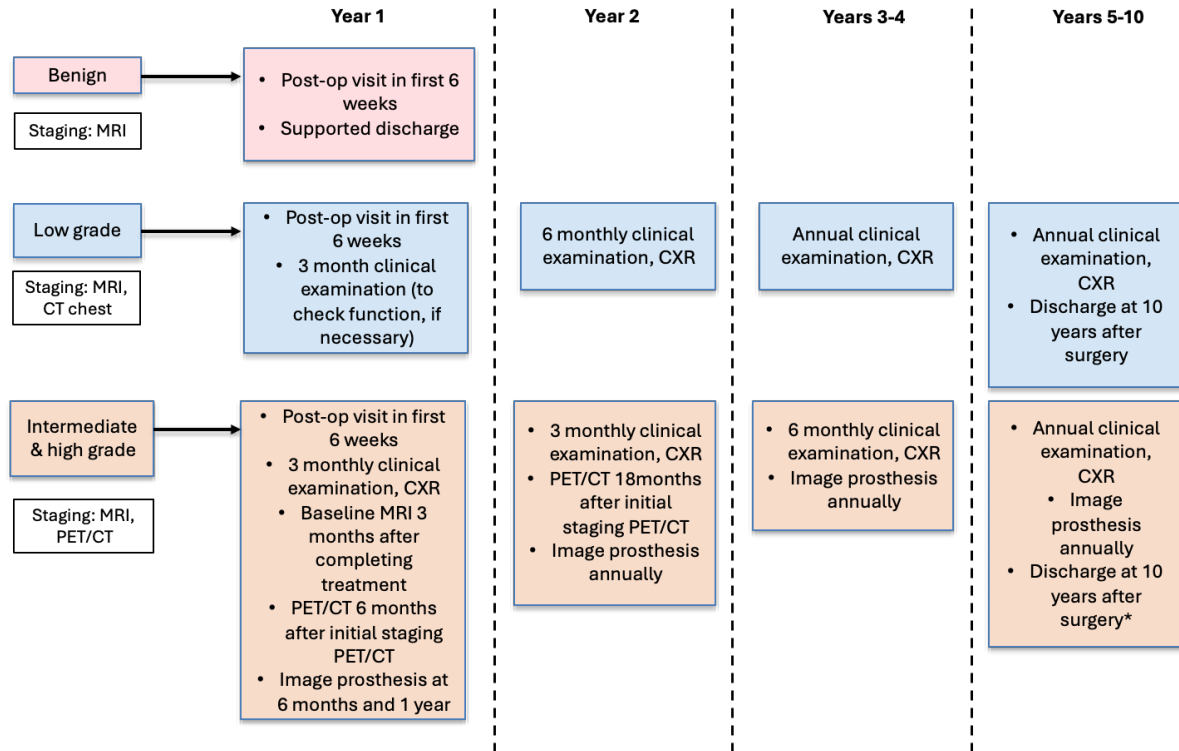 Year 1
Year 2
Years 3-4
Years 5-10
Benign
Staging: MRI
• Post-op visit in first 6
weeks
• Supported discharge
Low grade
Staging: MRI,
CT chest
• Post-op visit in first
6 weeks
• 3 month clinical
examination (to
check function, if
necessary)
6 monthly clinical
examination, CXR
Annual clinical
examination, CXR
• Annual clinical
examination,
CXR
• Discharge at 10
years after
surgery
Intermediate
& high grade
Staging: MRI,
PET/CT
• Post-op visit in first
6 weeks
• 3 monthly clinical
examination, CXR
• Baseline MRI 3
months after
completing
treatment
• PET/CT 6 months
after initial staging
PET/CT
• Image prosthesis at
6 months and 1 year
• 3 monthly clinical
examination, CXR
• PET/CT 18months
after initial
staging PET/CT
• Image prosthesis
annually
• 6 monthly clinical
examination, CXR
• Image prosthesis
annually
• Annual clinical
examination,
CXR
• Image
prosthesis
annually
• Discharge at 10
years after
surgery*